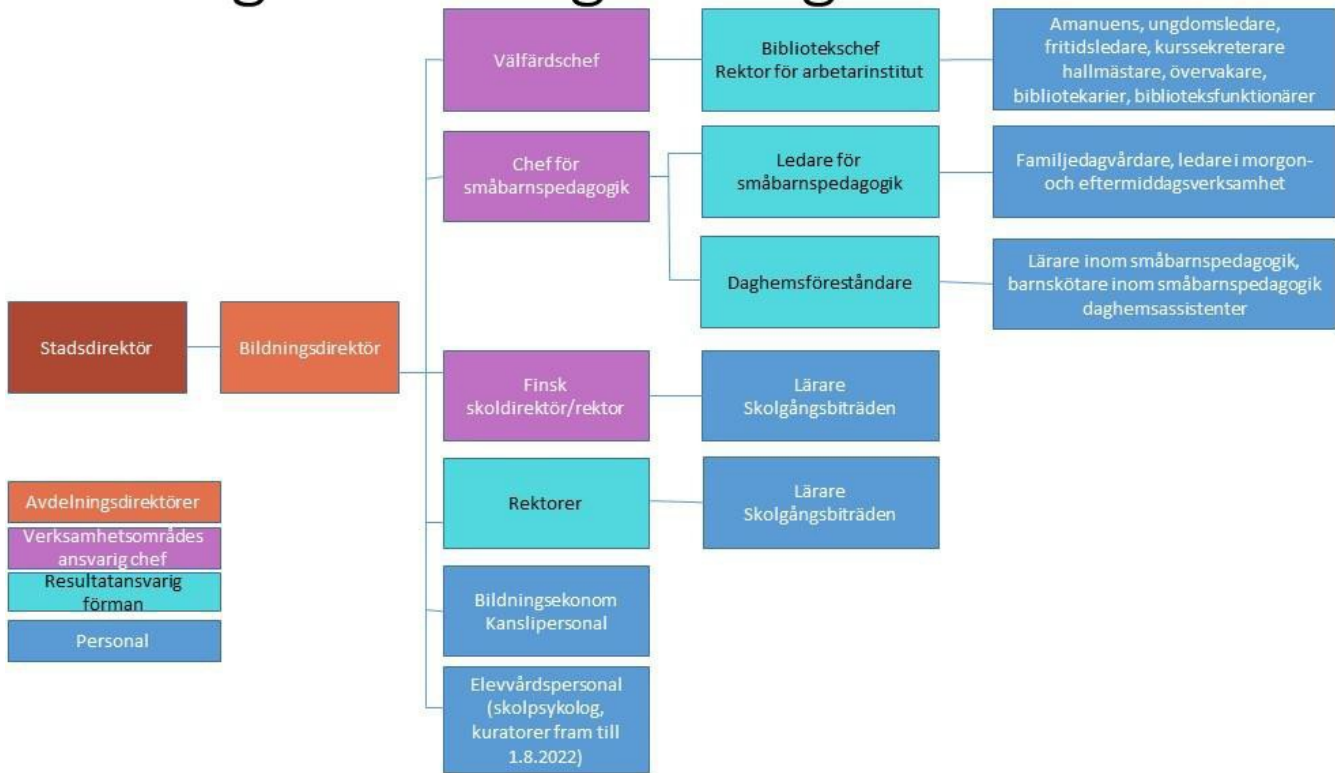 Välfärdschef
Bibliotekschef
Rektor för arbetarinstitut
Amanuens, ungdomsledare,
fritidsledare, kurssekreterare
hallmästare, övervakare,
bibliotekarier, biblioteksfunktionärer
Chef för
småbarnspedagogik
Ledare för
småbarnspedagogik
Familjedagvårdare, ledare i morgon-
och eftermiddagsverksamhet
Daghemsföreståndare
Lärare inom småbarnspedagogik,
barnskötare inom småbarnspedagogik
daghemsassistenter
Stadsdirektör
Bildningsdirektör
Finsk
skoldirektör/rektor
Lärare
Skolgångsbiträden
Rektorer
Lärare
Skolgångsbiträden
Bildningsekonom
Kanslipersonal
Elevvårdspersonal
(skolpsykolog,
kuratorer fram till
1.8.2022)
Avdelningsdirektörer
Verksamhetsområdes
ansvarig chef
Resultatansvarig
förman
Personal